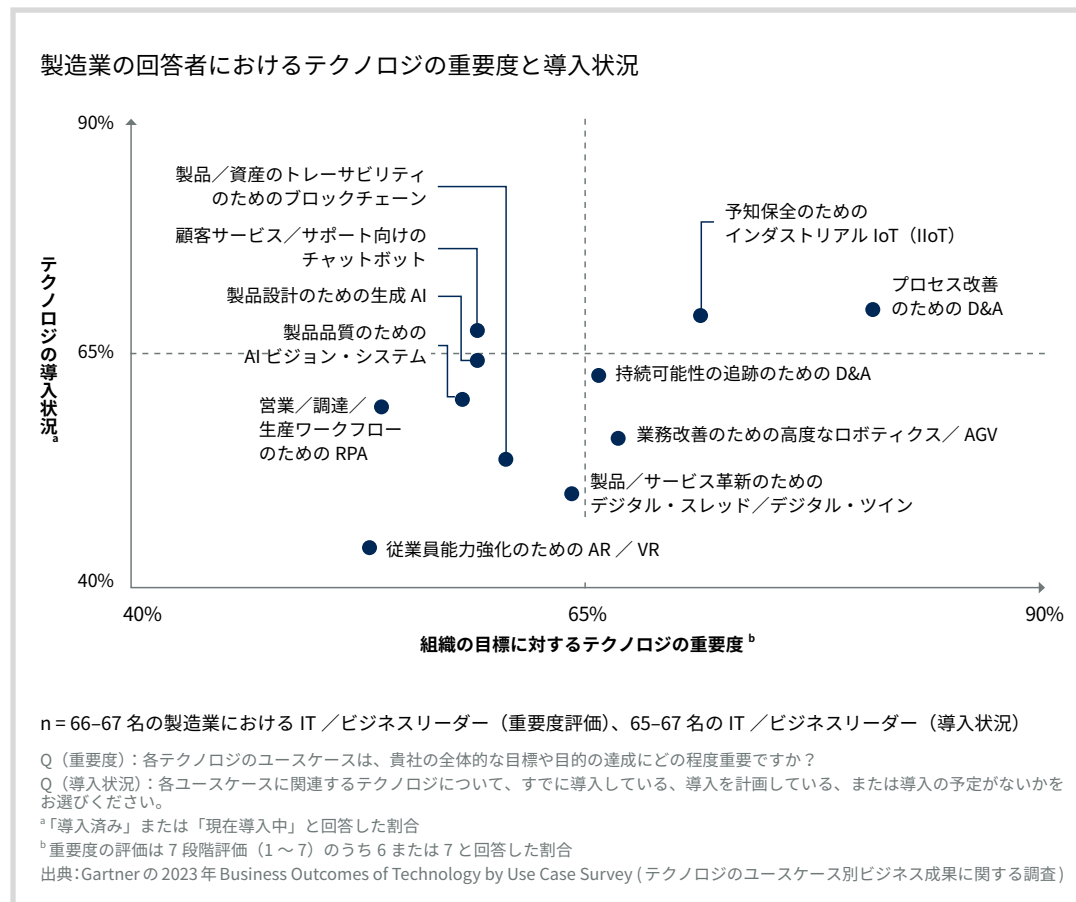 製造業の回答者におけるテクノロジの重要度と導入状況
90%
製品／資産のトレーサビリティ
のためのブロックチェーン
顧客サービス／サポート向けの
チャットボット
製品設計のための生成 AI
製品品質のための
AI ビジョン・システム
予知保全のための
インダストリアル IoT（IIoT）
プロセス改善
のための D&A
テクノロジの導入状況a
65%
持続可能性の追跡のための D&A
営業／調達／
生産ワークフロー
のための RPA
業務改善のための高度なロボティクス／ AGV
製品／サービス革新のための
デジタル・スレッド／デジタル・ツイン
従業員能力強化のための AR ／ VR
40%
40%
65%
90%
組織の目標に対するテクノロジの重要度 b
n = 66–67 名の製造業における IT ／ビジネスリーダー（重要度評価）、65–67 名の IT ／ビジネスリーダー（導入状況）
Q（重要度）：各テクノロジのユースケースは、貴社の全体的な目標や目的の達成にどの程度重要ですか？
Q（導入状況）：各ユースケースに関連するテクノロジについて、すでに導入している、導入を計画している、または導入の予定がないかを
お選びください。
a「導入済み」または「現在導入中」と回答した割合
b 重要度の評価は 7 段階評価（1 ～ 7）のうち 6 または 7 と回答した割合
出典：Gartner の 2023 年 Business Outcomes of Technology by Use Case Survey ( テクノロジのユースケース別ビジネス成果に関する調査 )